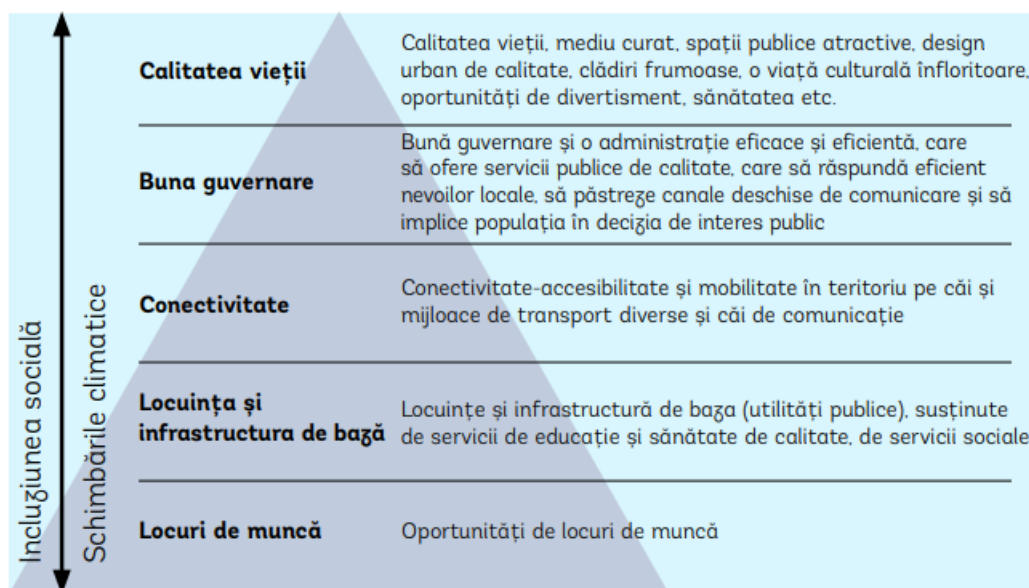 Incluziunea socială
Schimbările climatice
Calitatea vieții
Calitatea vieții, mediu curat, spații publice atractive, design
urban de calitate, clădiri frumoase, o viață culturală înfloritoare,
oportunități de divertisment, sănătatea etc.
Buna guvernare
Bună guvernare și o administrație eficace și eficientă, care
să ofere servicii publice de calitate, care să răspundă eficient
nevoilor locale, să păstreze canale deschise de comunicare și să
implice populația în decizia de interes public
Conectivitate
Conectivitate-accesibilitate și mobilitate în teritoriu pe căi și
mijloace de transport diverse și căi de comunicație
Locuința și
infrastructura de bază
Locuințe și infrastructură de baza (utilități publice), susținute
de servicii de educație și sănătate de calitate, de servicii sociale
Locuri de muncă
Oportunități de locuri de muncă